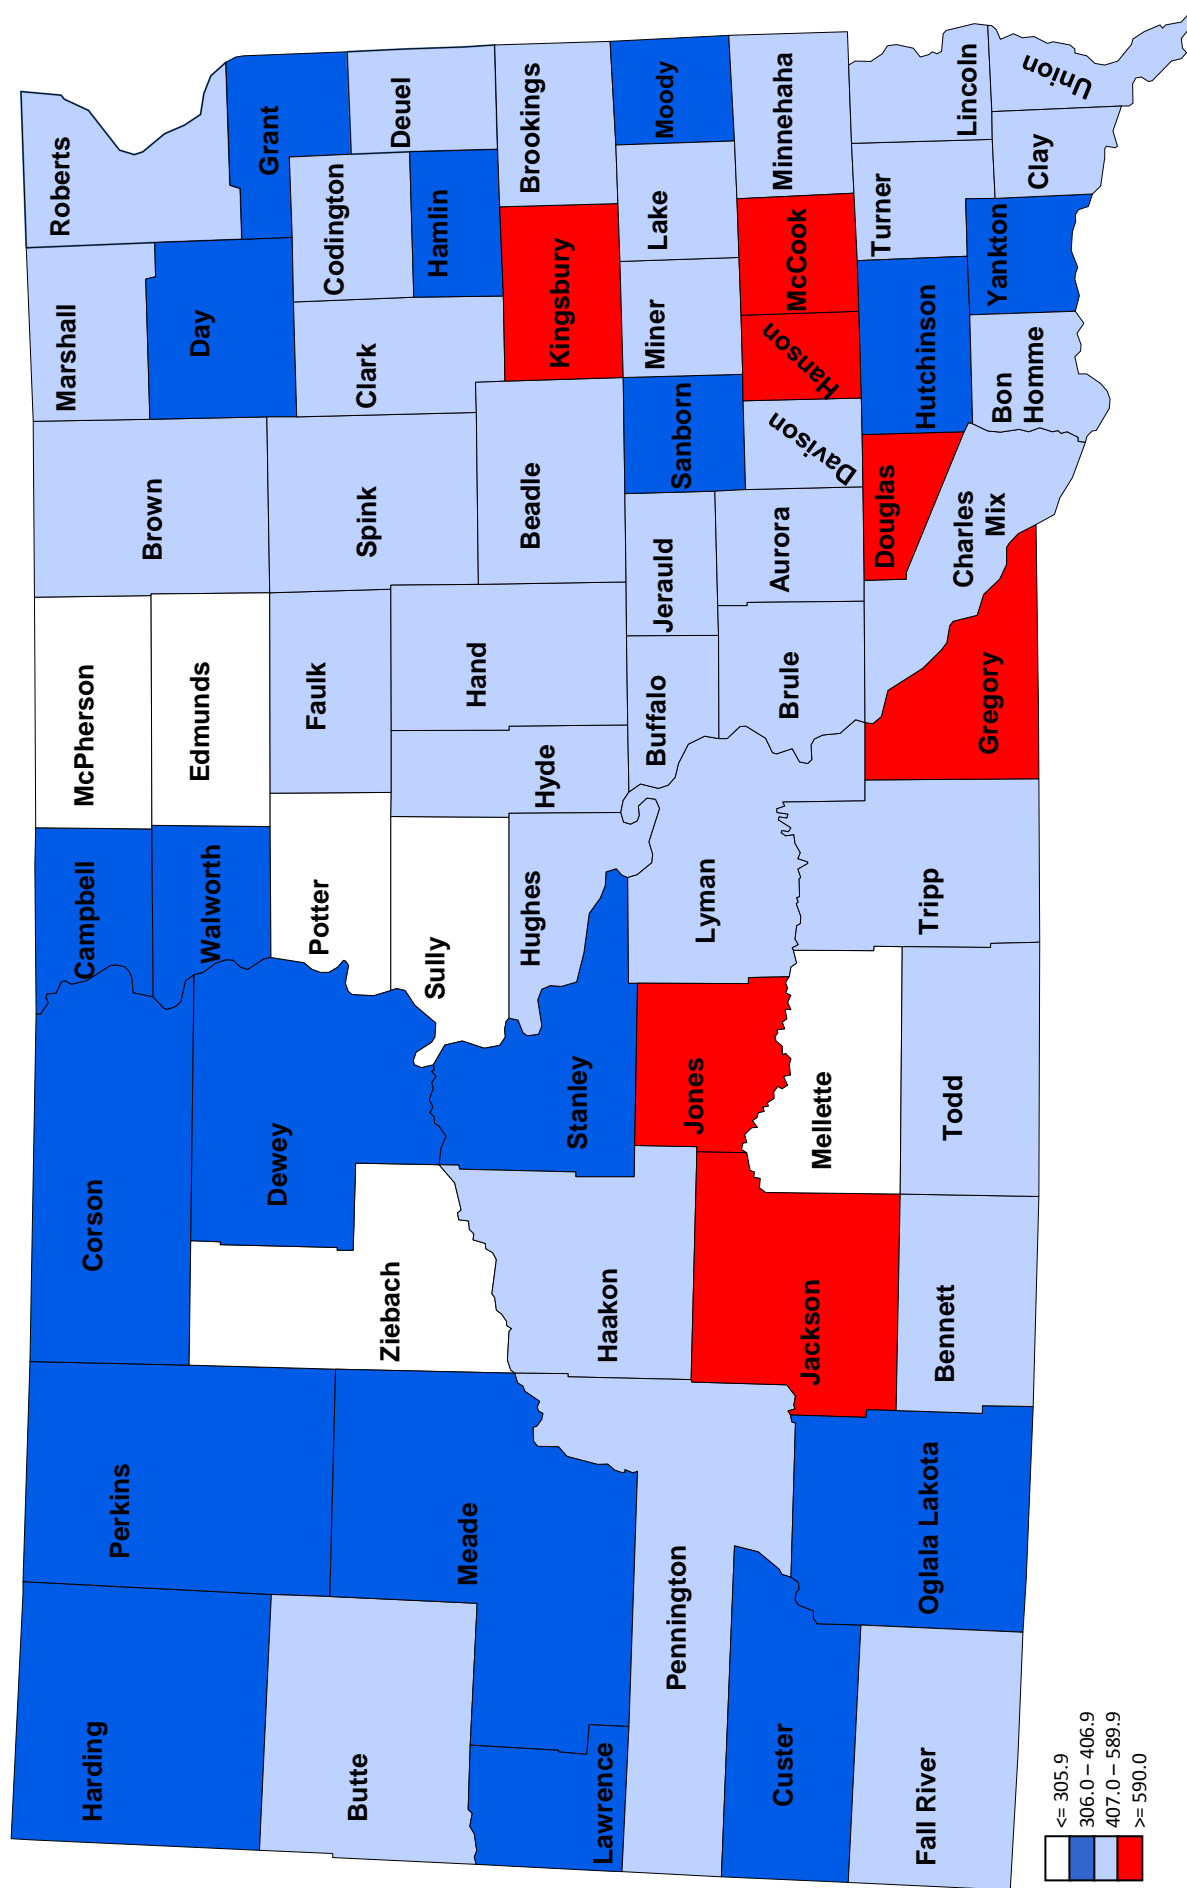 Harding
Perkins
Corson
Campbell
McPherson
Brown
Marshall
Roberts
Day
Grant
Walworth
Edmunds
Dewey
Ziebach
Potter
Faulk
Spink
Clark
Codington
Deuel
Hamlin
Butte
Meade
Sully
Hyde
Hand
Beadle
Kingsbury
Brookings
Lawrence
Haakon
Stanley
Hughes
Buffalo
Jerauld
Sanborn
Miner
Lake
Moody
Pennington
Jackson
Jones
Lyman
Brule
Aurora
Davison
Hanson
McCook
Minnehaha
Custer
Oglala Lakota
Mellette
Tripp
Gregory
Charles
Mix
Douglas
Hutchinson
Turner
Lincoln
Fall River
Bennett
Todd
Bon
Homme
Yankton
Clay
Union
<= 305.9
306.0 – 406.9
407.0 – 589.9
>= 590.0